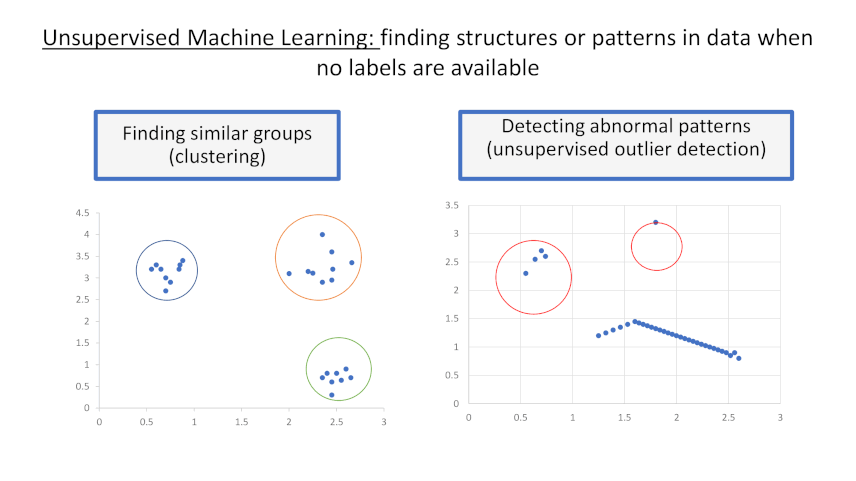 Unsupervised Machine Learning: finding structures or patterns in data when
no labels are available
Finding similar groups
(clustering)
Detecting abnormal patterns
(unsupervised outlier detection)
4.5
4
3.5
3
2.5
2
1.5
1
0.5
0
0 0.5 1 1.5 2 2.5 3
3.5
3
2.5
2
1.5
1
0.5
0
0 0.5 1 1.5 2 2.5 3